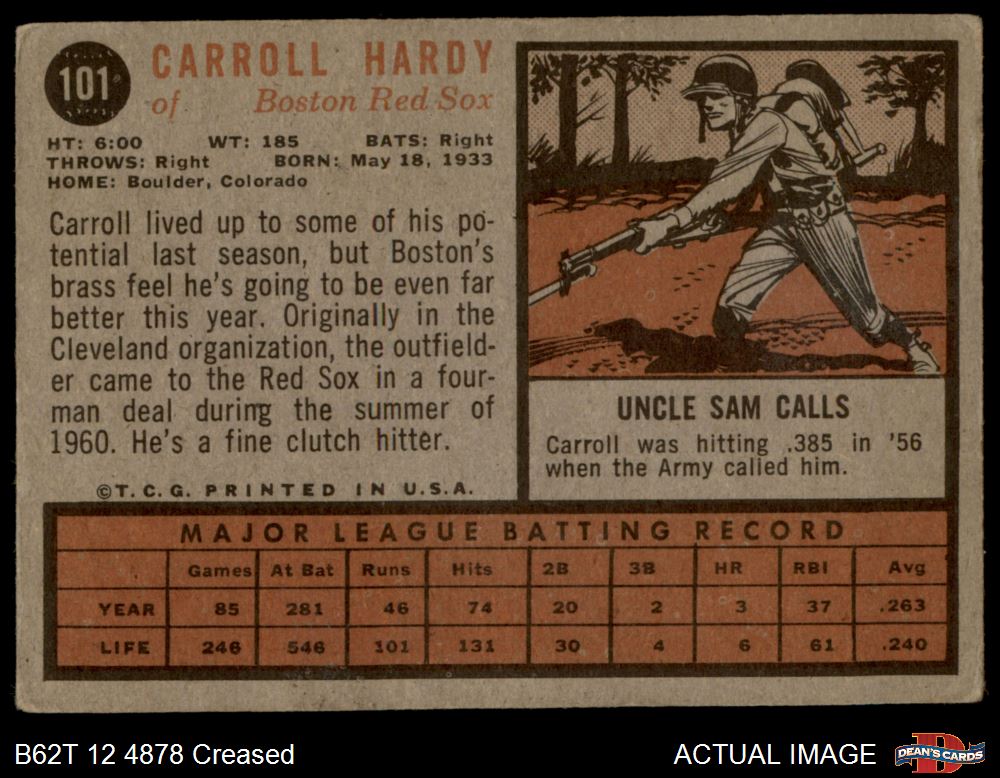 101
CARROLL HARDY
of Boston Red Sox
HT: 6:00 WT: 185 BATS: Right
THROWS: Right BORN: May 18, 1933
HOME: Boulder, Colorado
Carroll lived up to some of his po-
tential last season, but Boston's
brass feel he's going to be even far
better this year. Originally in the
Cleveland organization, the outfield-
er came to the Red Sox in a four-
man deal during the summer of
1960. He's a fine clutch hitter.
©T. C. G. PRINTED IN U.S.A.
UNCLE SAM CALLS
Carroll was hitting .385 in '56
when the Army called him.
MAJOR LEAGUE BATTING RECORD
Games At Bat Runs Hits 2B 3B HR RBI Avg
YEAR 85 281 46 74 20 2 3 37 .263
LIFE 246 546 101 131 30 4 6 61 .240
B62T 12 4878 Creased
ACTUAL IMAGE
DEAN'S CARDS